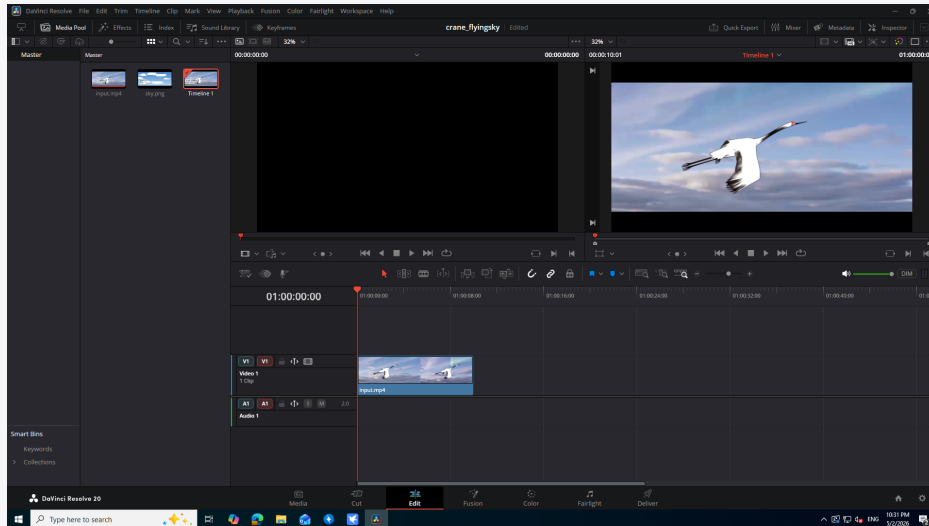 DaVinci Resolve File Edit Trim Timeline Clip Mark View Playback Fusion Color Fairlight Workspace Help
Media Pool Effects Index Sound Library Keyframes crane_flyingsky Edited Quick Export Mixer Metadata Inspector
32% 32%
Master Master 00:00:00:00 00:00:00:00 00:00:10:01 Timeline 1 01:00:00:0
input.mp4 sky.png Timeline 1
DIM
01:00:00:00 01:00:00:00 01:00:08:00 01:00:16:00 01:00:24:00 01:00:32:00 01:00:40:00 01:0
V1 V1
Video 1
1 Clip
input.mp4
A1 A1 S M 2.0
Audio 1
Smart Bins
Keywords
Collections
DaVinci Resolve 20
Media Cut Edit Fusion Color Fairlight Deliver
Type here to search ENG 10:31 PM
5/2/2026